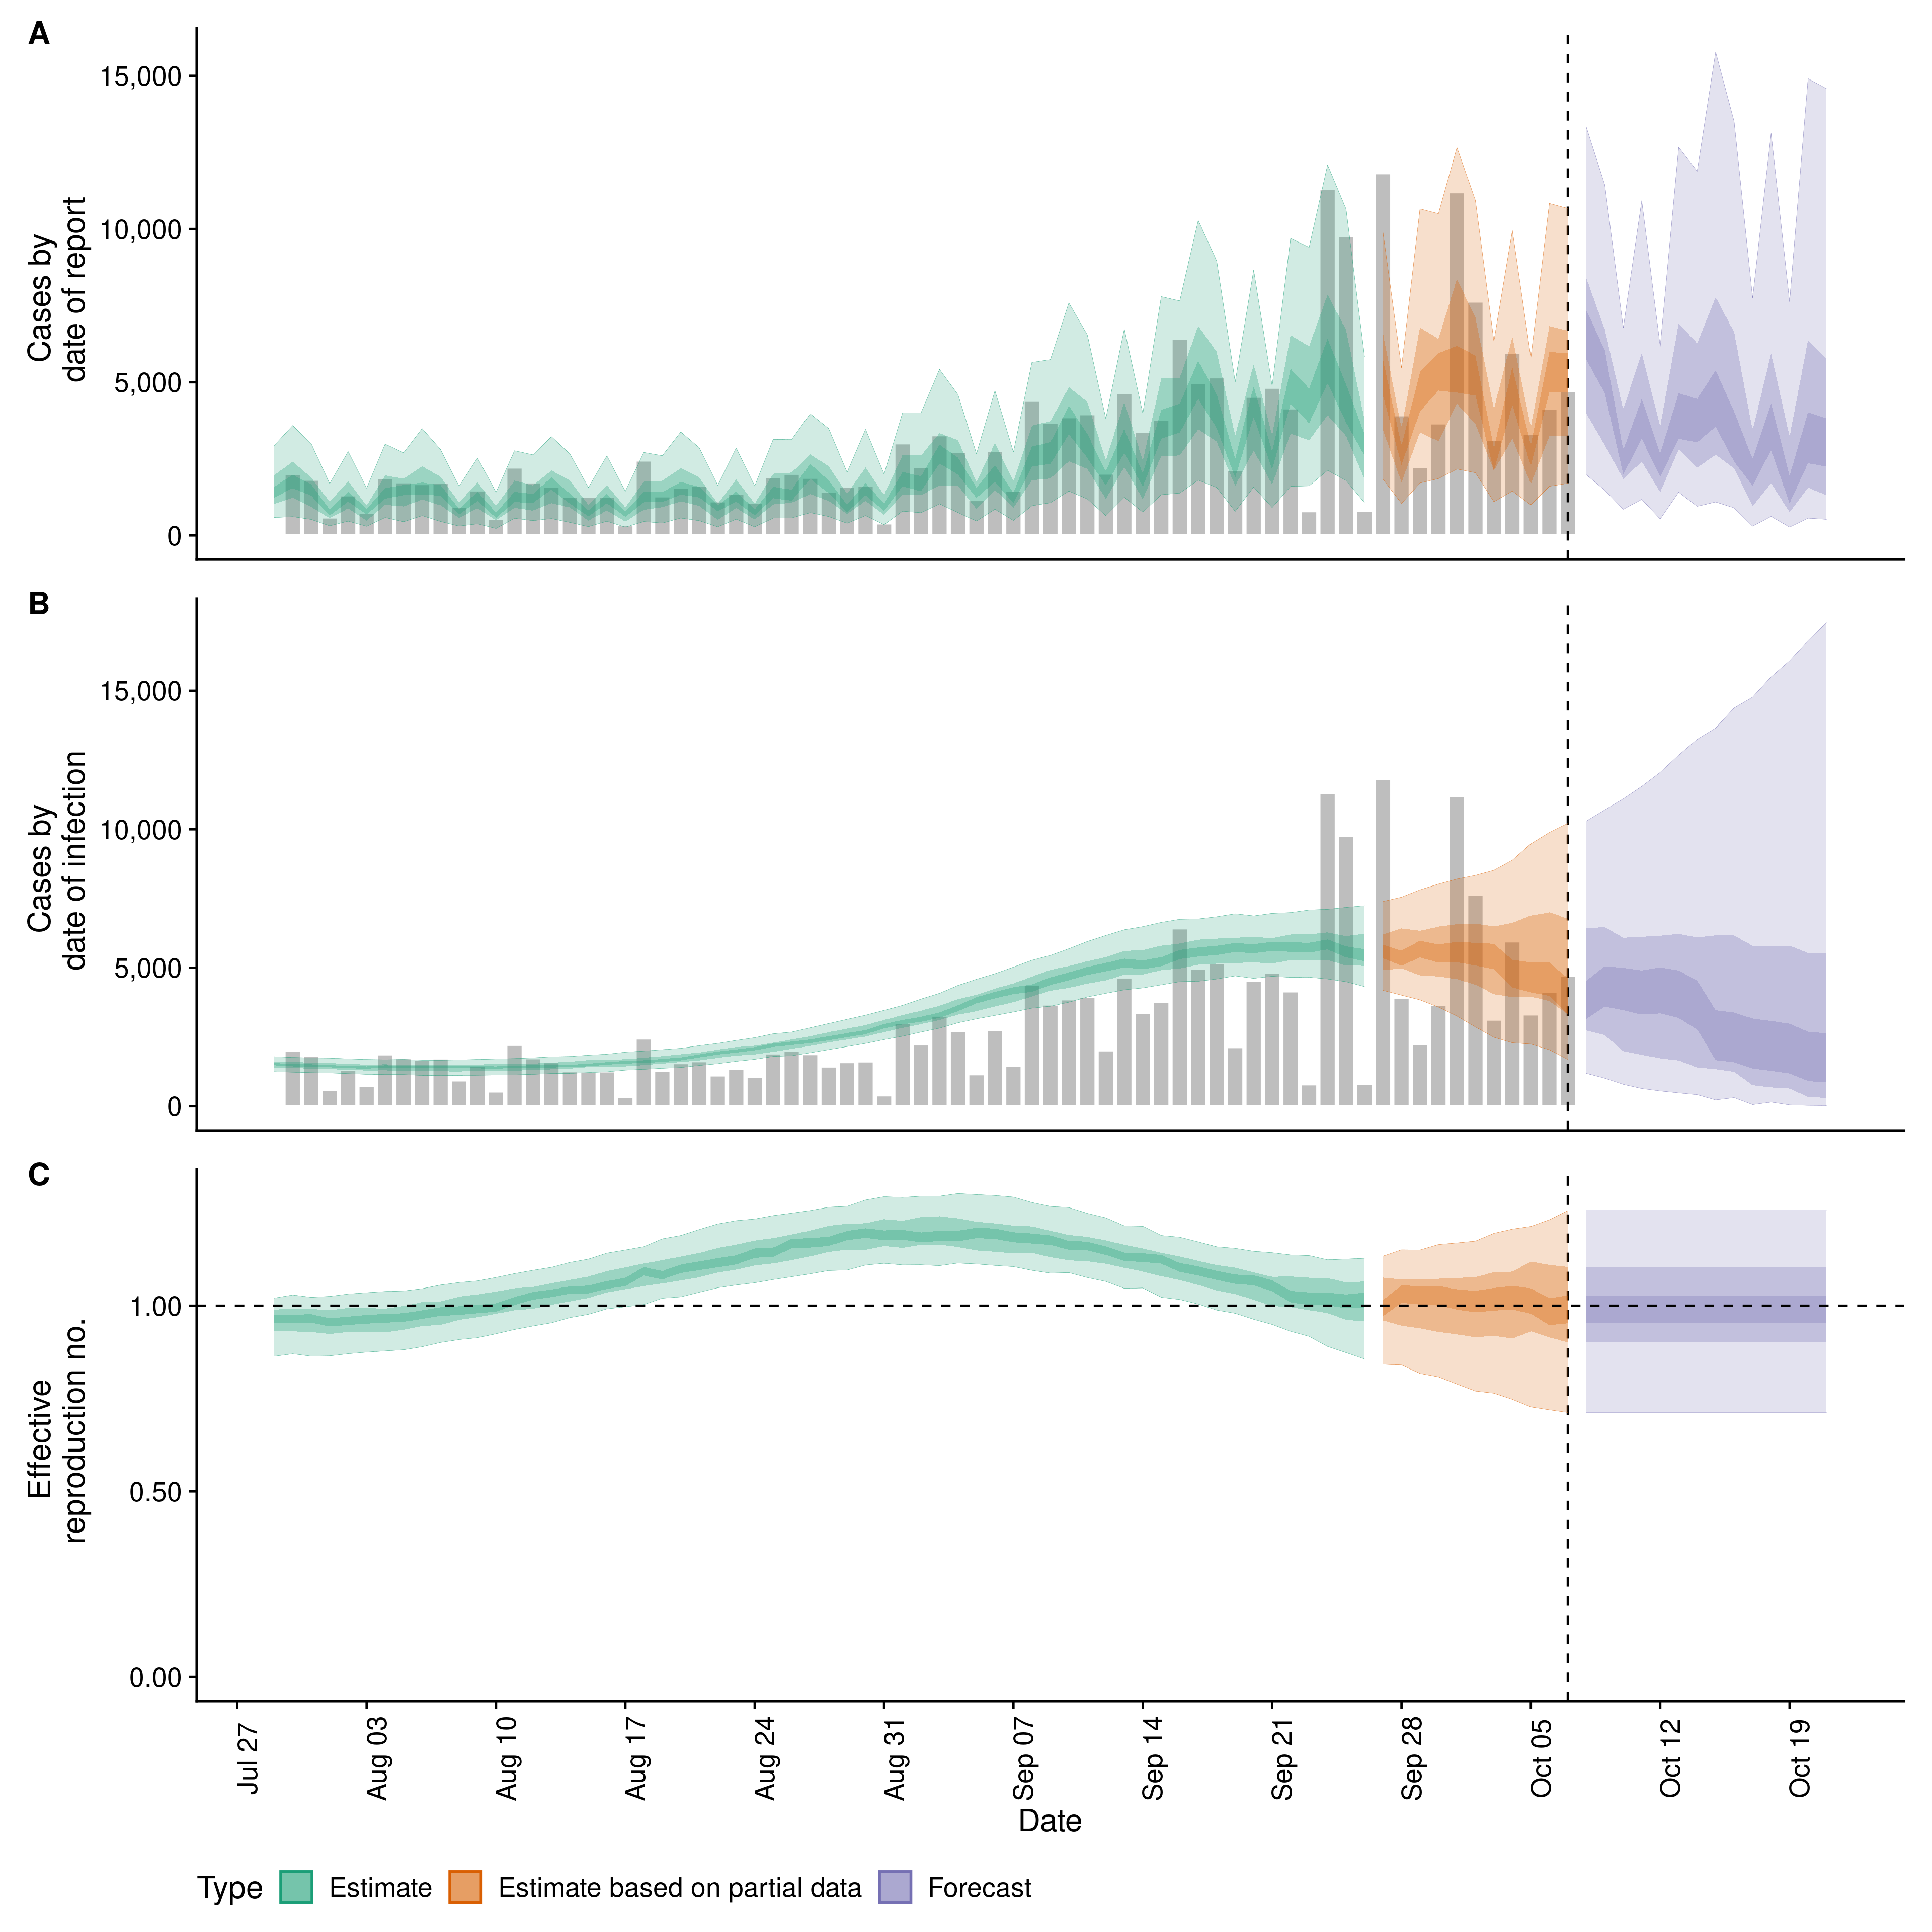 A
15,000
10,000
5,000
0
Cases by
date of report
B
15,000
10,000
5,000
0
Cases by
date of infection
C
1.00
0.50
0.00
Effective
reproduction no.
Jul 27
Aug 03
Aug 10
Aug 17
Aug 24
Aug 31
Sep 07
Sep 14
Sep 21
Sep 28
Oct 05
Oct 12
Oct 19
Date
Type Estimate Estimate based on partial data Forecast